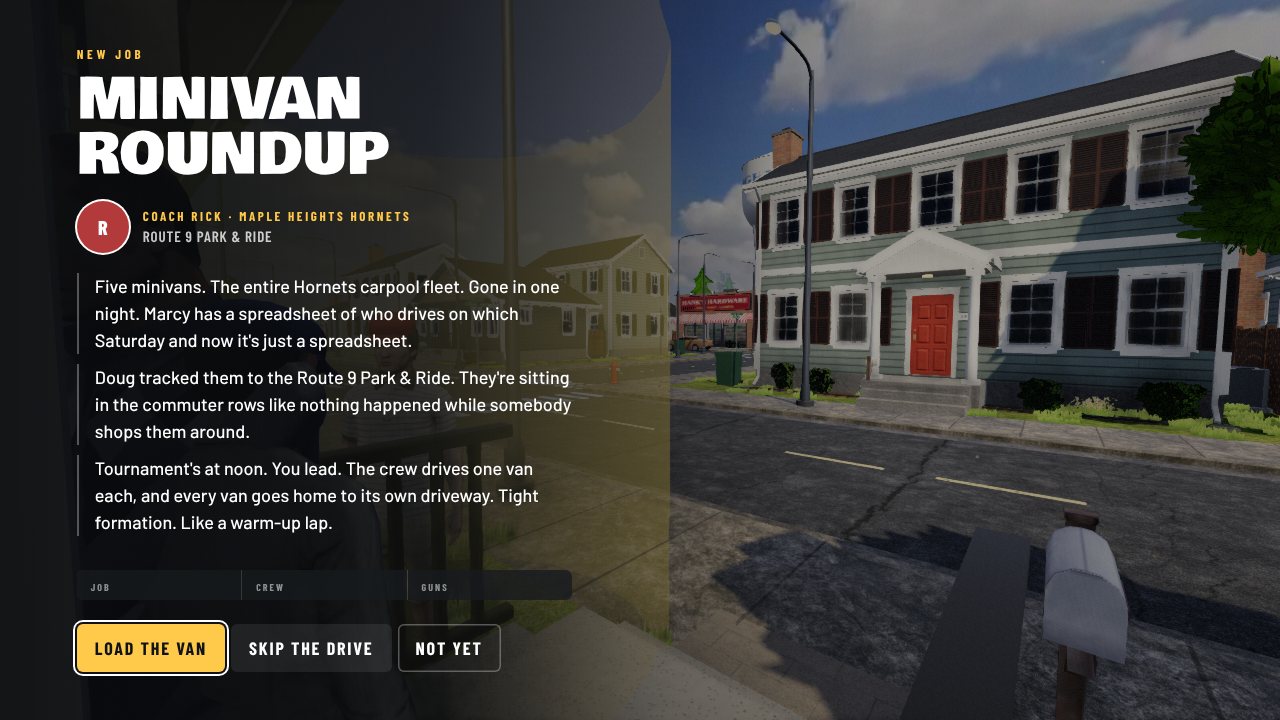 NEW JOB
MINIVAN
ROUNDUP
R
COACH RICK · MAPLE HEIGHTS HORNETS
ROUTE 9 PARK & RIDE
Five minivans. The entire Hornets carpool fleet. Gone in one
night. Marcy has a spreadsheet of who drives on which
Saturday and now it's just a spreadsheet.
Doug tracked them to the Route 9 Park & Ride. They're sitting
in the commuter rows like nothing happened while somebody
shops them around.
Tournament's at noon. You lead. The crew drives one van
each, and every van goes home to its own driveway. Tight
formation. Like a warm-up lap.
JOB
CREW
GUNS
LOAD THE VAN
SKIP THE DRIVE
NOT YET
HANK'S HARDWARE